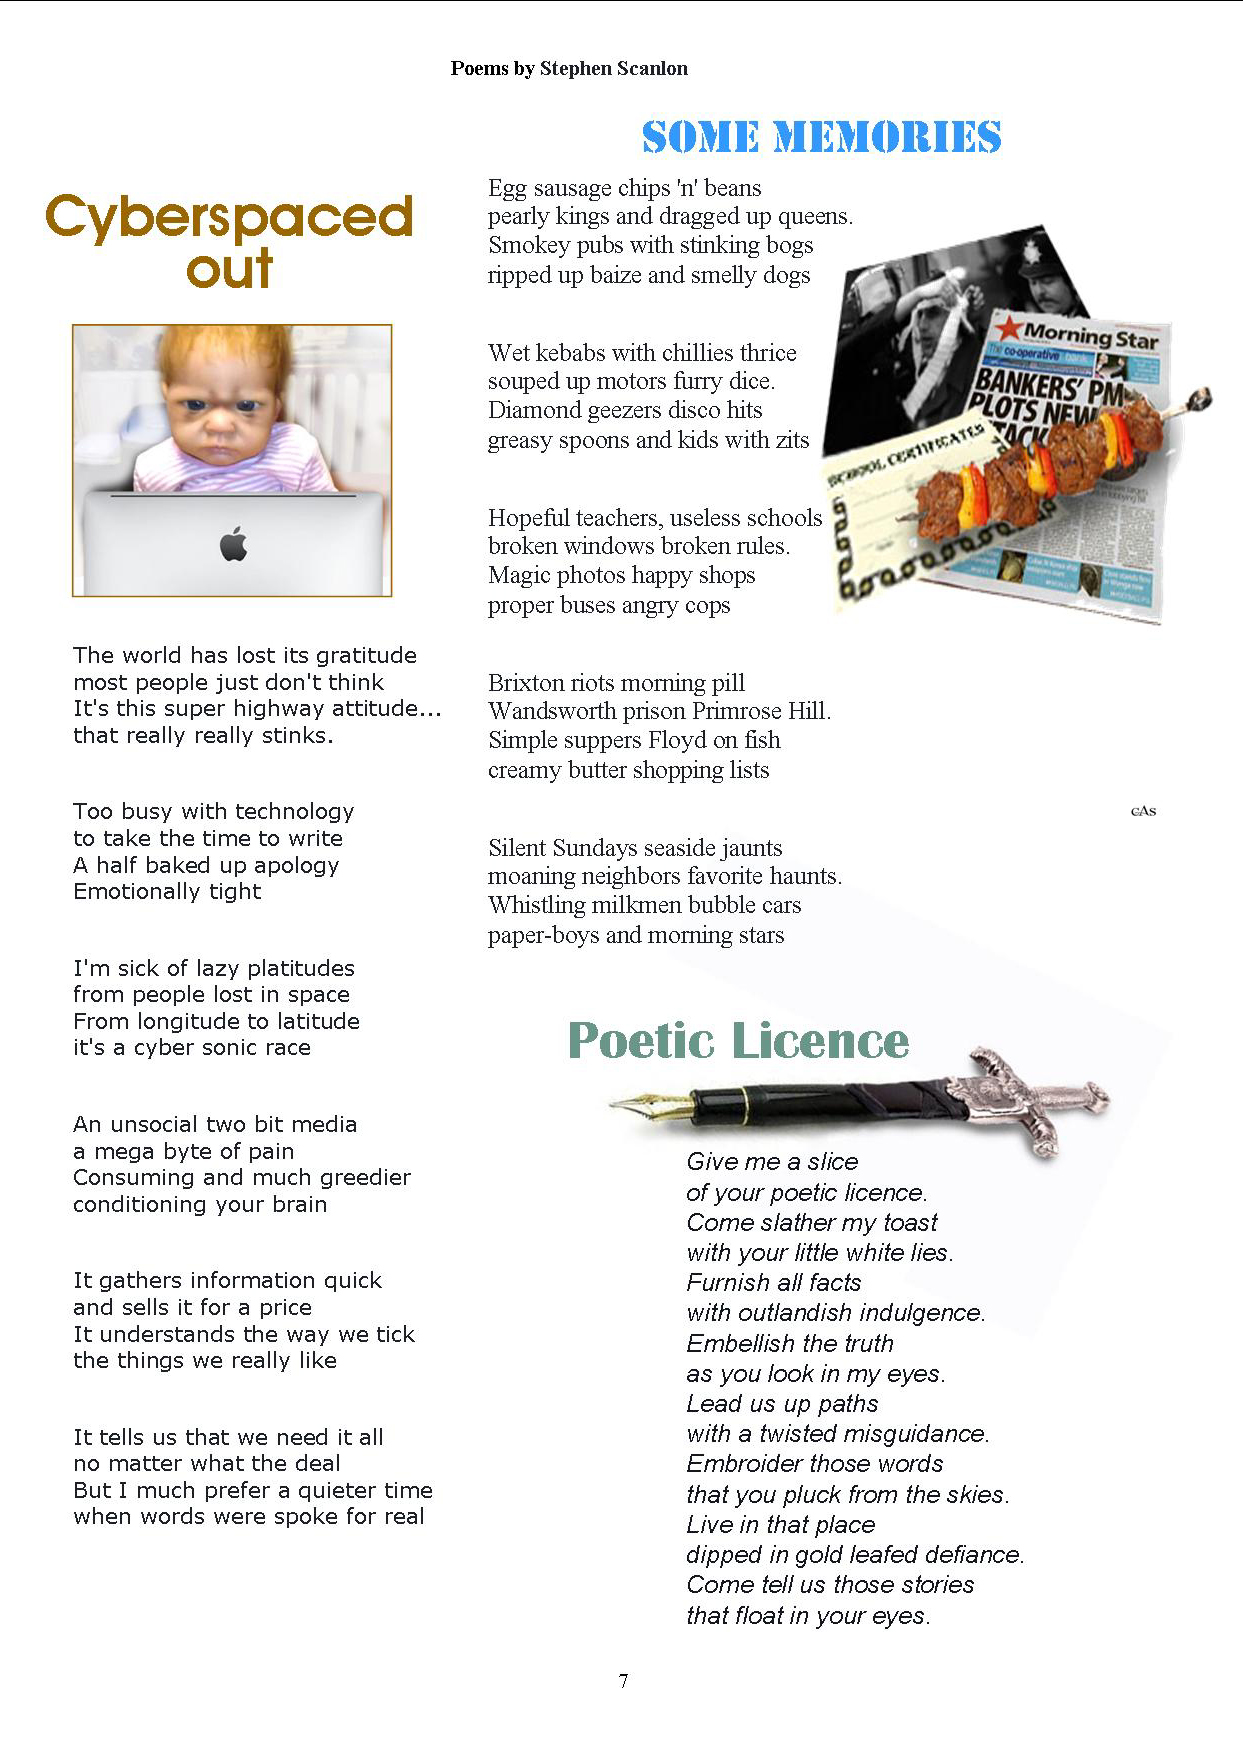 Poems by Stephen Scanlon
Cyberspaced
out
The world has lost its gratitude
most people just don't think
It's this super highway attitude...
that really really stinks.
Too busy with technology
to take the time to write
A half baked up apology
Emotionally tight
I'm sick of lazy platitudes
from people lost in space
From longitude to latitude
it's a cyber sonic race
An unsocial two bit media
a mega byte of pain
Consuming and much greedier
conditioning your brain
It gathers information quick
and sells it for a price
It understands the way we tick
the things we really like
It tells us that we need it all
no matter what the deal
But I much prefer a quieter time
when words were spoke for real
SOME MEMORIES
Egg sausage chips 'n' beans
pearly kings and dragged up queens.
Smokey pubs with stinking bogs
ripped up baize and smelly dogs
Wet kebabs with chillies thrice
souped up motors furry dice.
Diamond geezers disco hits
greasy spoons and kids with zits
Hopeful teachers, useless schools
broken windows broken rules.
Magic photos happy shops
proper buses angry cops
Brixton riots morning pill
Wandsworth prison Primrose Hill.
Simple suppers Floyd on fish
creamy butter shopping lists
Silent Sundays seaside jaunts
moaning neighbors favorite haunts.
Whistling milkmen bubble cars
paper-boys and morning stars
Morning Star
The co-operative bank
BANKERS' PM
PLOTS NEW
SCHOOL CERTIFICATES
cAs
Poetic Licence
Give me a slice
of your poetic licence.
Come slather my toast
with your little white lies.
Furnish all facts
with outlandish indulgence.
Embellish the truth
as you look in my eyes.
Lead us up paths
with a twisted misguidance.
Embroider those words
that you pluck from the skies.
Live in that place
dipped in gold leafed defiance.
Come tell us those stories
that float in your eyes.
7